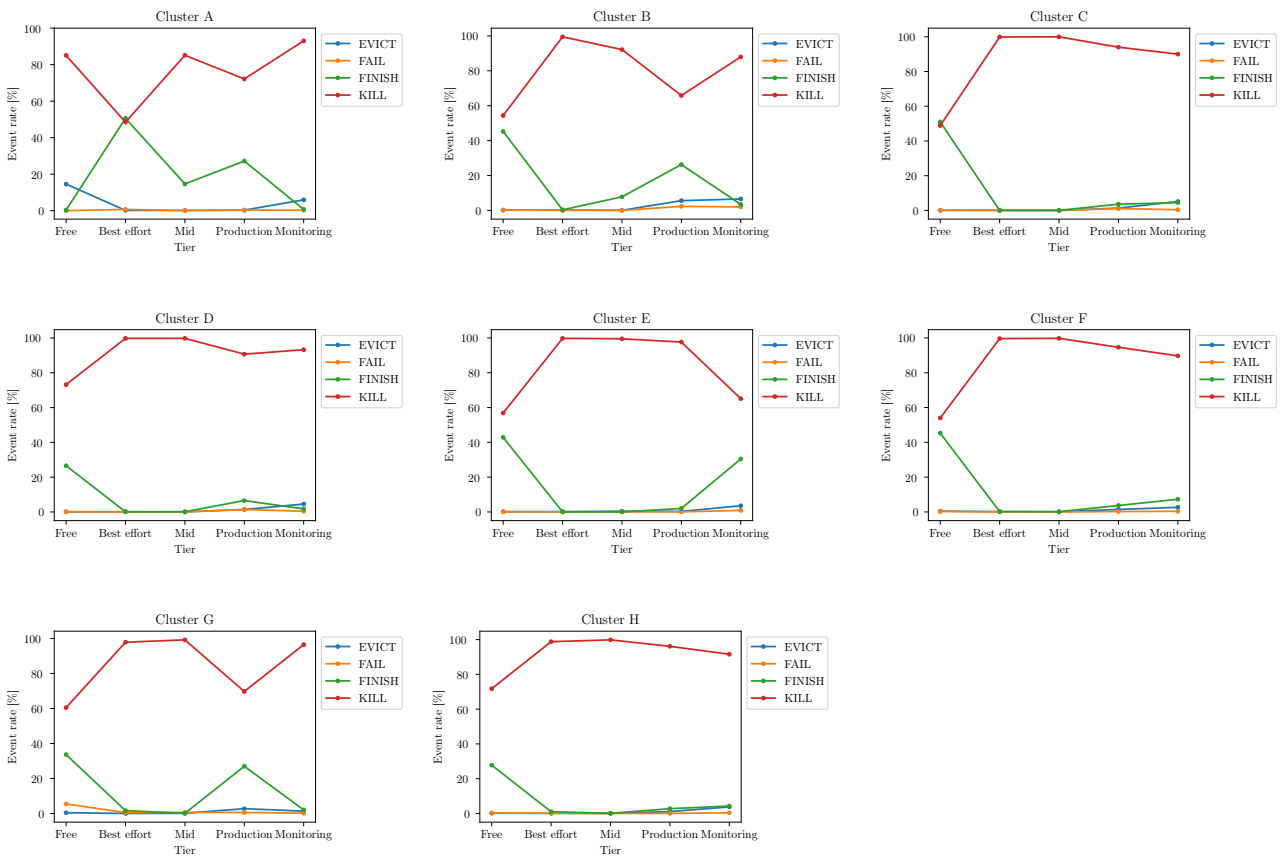 Cluster A
Event rate [%]
100
80
60
40
20
0
Free Best effort Mid Production Monitoring
Tier
EVICT
FAIL
FINISH
KILL
Cluster B
Event rate [%]
100
80
60
40
20
0
Free Best effort Mid Production Monitoring
Tier
EVICT
FAIL
FINISH
KILL
Cluster C
Event rate [%]
100
80
60
40
20
0
Free Best effort Mid Production Monitoring
Tier
EVICT
FAIL
FINISH
KILL
Cluster D
Event rate [%]
100
80
60
40
20
0
Free Best effort Mid Production Monitoring
Tier
EVICT
FAIL
FINISH
KILL
Cluster E
Event rate [%]
100
80
60
40
20
0
Free Best effort Mid Production Monitoring
Tier
EVICT
FAIL
FINISH
KILL
Cluster F
Event rate [%]
100
80
60
40
20
0
Free Best effort Mid Production Monitoring
Tier
EVICT
FAIL
FINISH
KILL
Cluster G
Event rate [%]
100
80
60
40
20
0
Free Best effort Mid Production Monitoring
Tier
EVICT
FAIL
FINISH
KILL
Cluster H
Event rate [%]
100
80
60
40
20
0
Free Best effort Mid Production Monitoring
Tier
EVICT
FAIL
FINISH
KILL